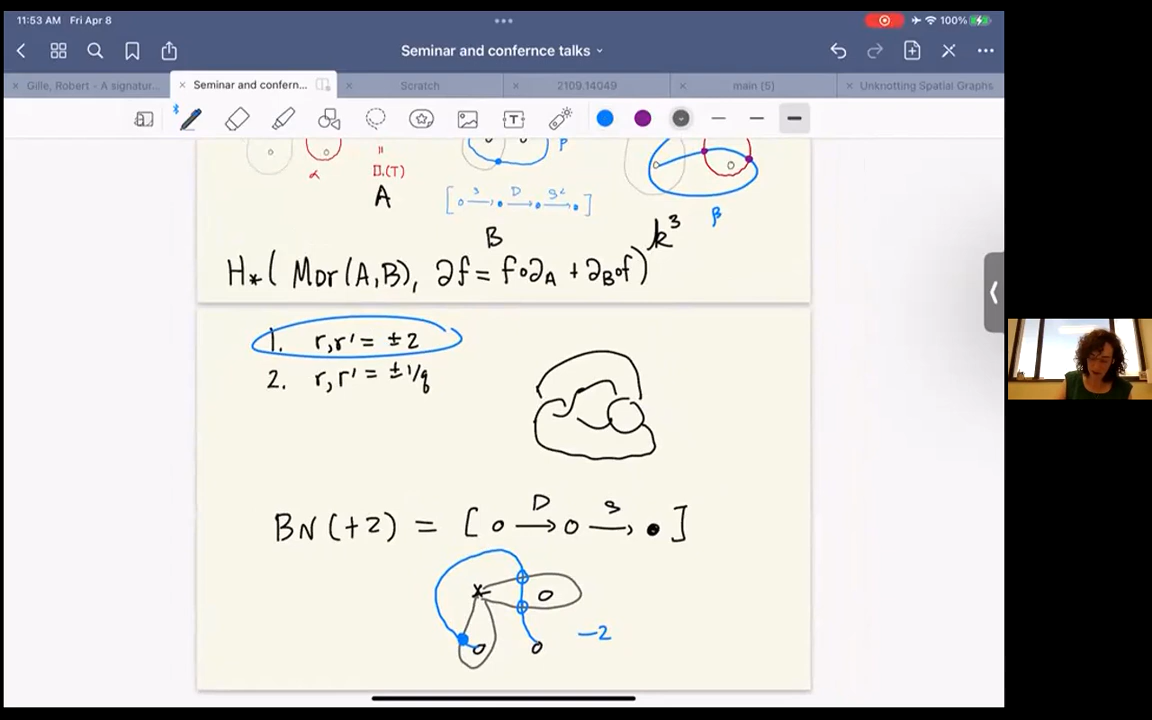 11:53 AM Fri Apr 8
100%
Seminar and confernce talks
Gille, Robert - A signatur...
Seminar and confern...
Scratch
2109.14049
main (5)
Unknotting Spatial Graphs
α
(T)
A
[ o S→ • D→ • S²→ • ]
B
β
k³
H*( Mor(A,B), ∂f = f∘∂A + ∂B∘f )
1. r,r' = ±2
2. r,r' = ±1/q
BN(+2) = [ o D→ o S→ • ]
*
-2